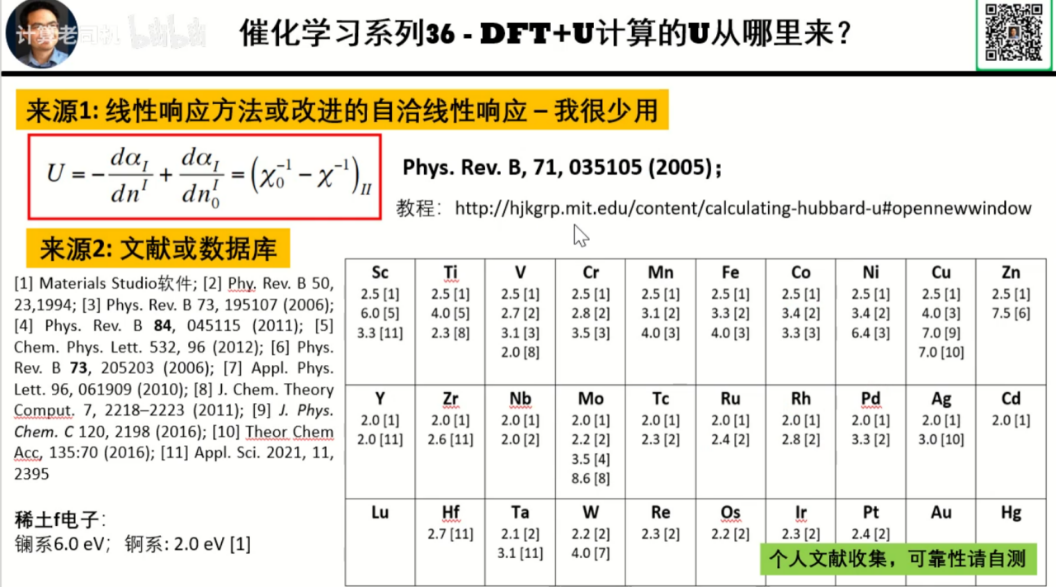 计算老司机 bilibili
催化学习系列36 - DFT+U计算的U从哪里来?
来源1: 线性响应方法或改进的自洽线性响应 – 我很少用
U = − dα_I/dn^I + dα_I/dn_0^I = (χ_0^{-1} − χ^{-1})_{II}
Phys. Rev. B, 71, 035105 (2005);
教程: http://hjkgrp.mit.edu/content/calculating-hubbard-u#opennewwindow
来源2: 文献或数据库
[1] Materials Studio软件; [2] Phy. Rev. B 50,
23,1994; [3] Phys. Rev. B 73, 195107 (2006);
[4] Phys. Rev. B 84, 045115 (2011); [5]
Chem. Phys. Lett. 532, 96 (2012); [6] Phys.
Rev. B 73, 205203 (2006); [7] Appl. Phys.
Lett. 96, 061909 (2010); [8] J. Chem. Theory
Comput. 7, 2218–2223 (2011); [9] J. Phys.
Chem. C 120, 2198 (2016); [10] Theor Chem
Acc, 135:70 (2016); [11] Appl. Sci. 2021, 11,
2395
稀土f电子:
镧系6.0 eV; 锕系: 2.0 eV [1]
Sc Ti V Cr Mn Fe Co Ni Cu Zn
2.5 [1] 2.5 [1] 2.5 [1] 2.5 [1] 2.5 [1] 2.5 [1] 2.5 [1] 2.5 [1] 2.5 [1] 2.5 [1]
6.0 [5] 4.0 [5] 2.7 [2] 2.8 [2] 3.1 [2] 3.3 [2] 3.4 [2] 3.4 [2] 4.0 [3] 7.5 [6]
3.3 [11] 2.3 [8] 3.1 [3] 3.5 [3] 4.0 [3] 4.0 [3] 3.3 [3] 6.4 [3] 7.0 [9]
2.0 [8] 7.0 [10]
Y Zr Nb Mo Tc Ru Rh Pd Ag Cd
2.0 [1] 2.0 [1] 2.0 [1] 2.0 [1] 2.0 [1] 2.0 [1] 2.0 [1] 2.0 [1] 2.0 [1] 2.0 [1]
2.0 [11] 2.6 [11] 2.0 [2] 2.2 [2] 2.3 [2] 2.4 [2] 2.8 [2] 3.3 [2] 3.0 [10]
3.5 [4]
8.6 [8]
Lu Hf Ta W Re Os Ir Pt Au Hg
2.7 [11] 2.1 [2] 2.2 [2] 2.3 [2] 2.2 [2] 2.3 [2] 2.4 [2]
3.1 [11] 4.0 [7]
个人文献收集，可靠性请自测